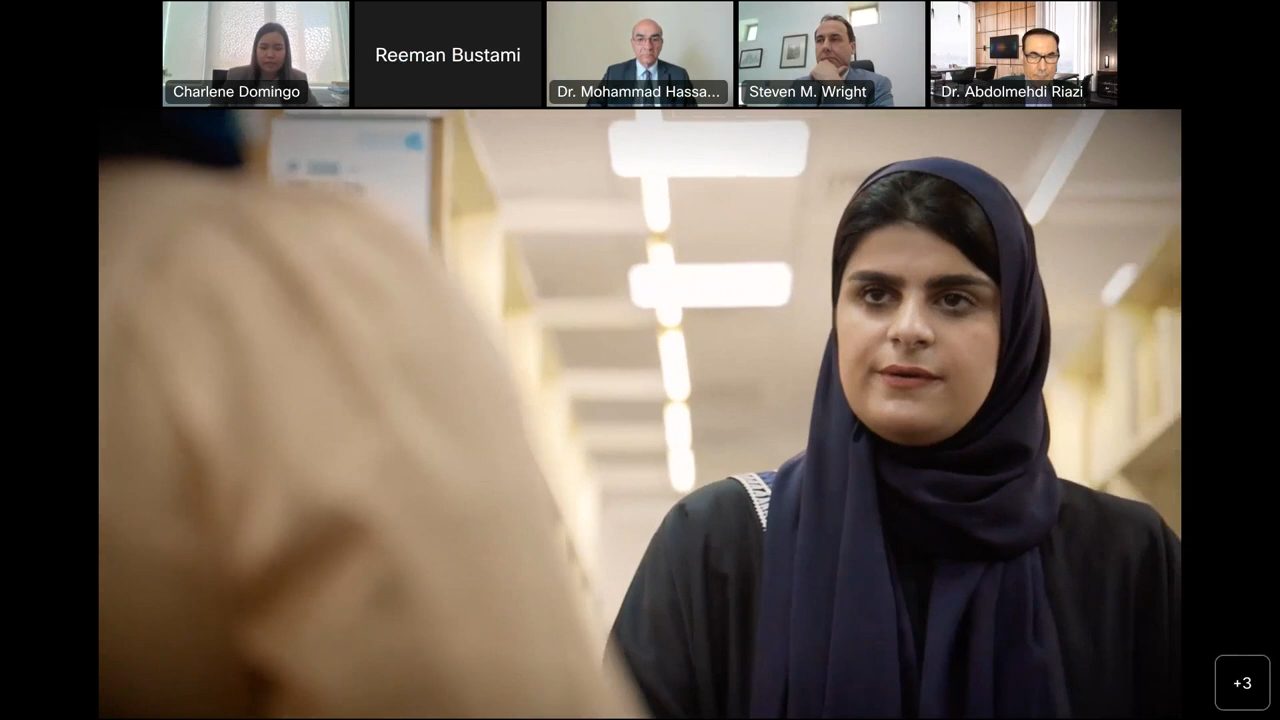 Charlene Domingo
Reeman Bustami
Dr. Mohammad Hassa...
Steven M. Wright
Dr. Abdolmehdi Riazi
+3